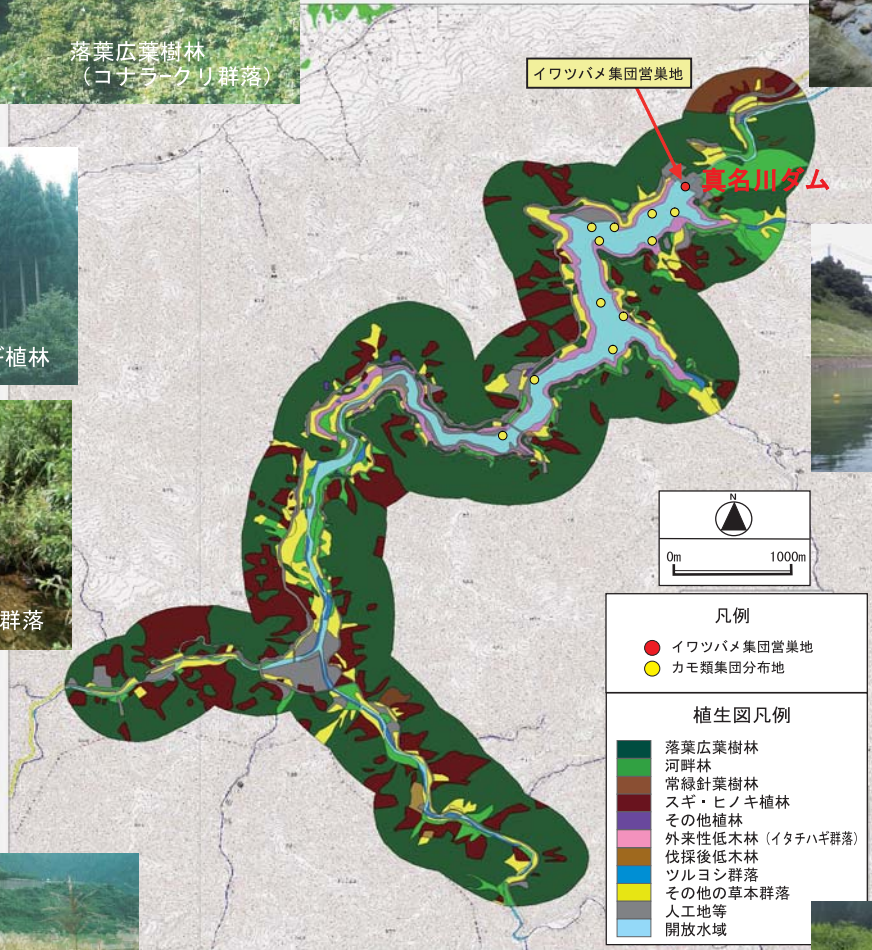 落葉広葉樹林
（コナラ-クリ群落）
イワツバメ集団営巣地
真名川ダム
植林
群落
N
0m 1000m
凡例
イワツバメ集団営巣地
カモ類集団分布地
植生図凡例
落葉広葉樹林
河畔林
常緑針葉樹林
スギ・ヒノキ植林
その他植林
外来性低木林（イタチハギ群落）
伐採後低木林
ツルヨシ群落
その他の草本群落
人工地等
開放水域